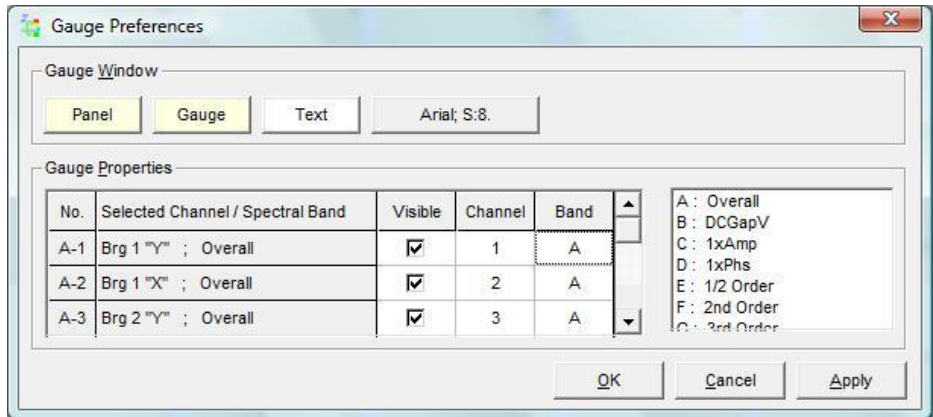 Gauge Preferences
Gauge Window
Panel Gauge Text Arial; S:8.
Gauge Properties
No. Selected Channel / Spectral Band Visible Channel Band
A-1 Brg 1 "Y" ; Overall 1 A
A-2 Brg 1 "X" ; Overall 2 A
A-3 Brg 2 "Y" ; Overall 3 A
A : Overall
B : DCGapV
C : 1xAmp
D : 1xPhs
E : 1/2 Order
F : 2nd Order
G : 3rd Order
OK Cancel Apply